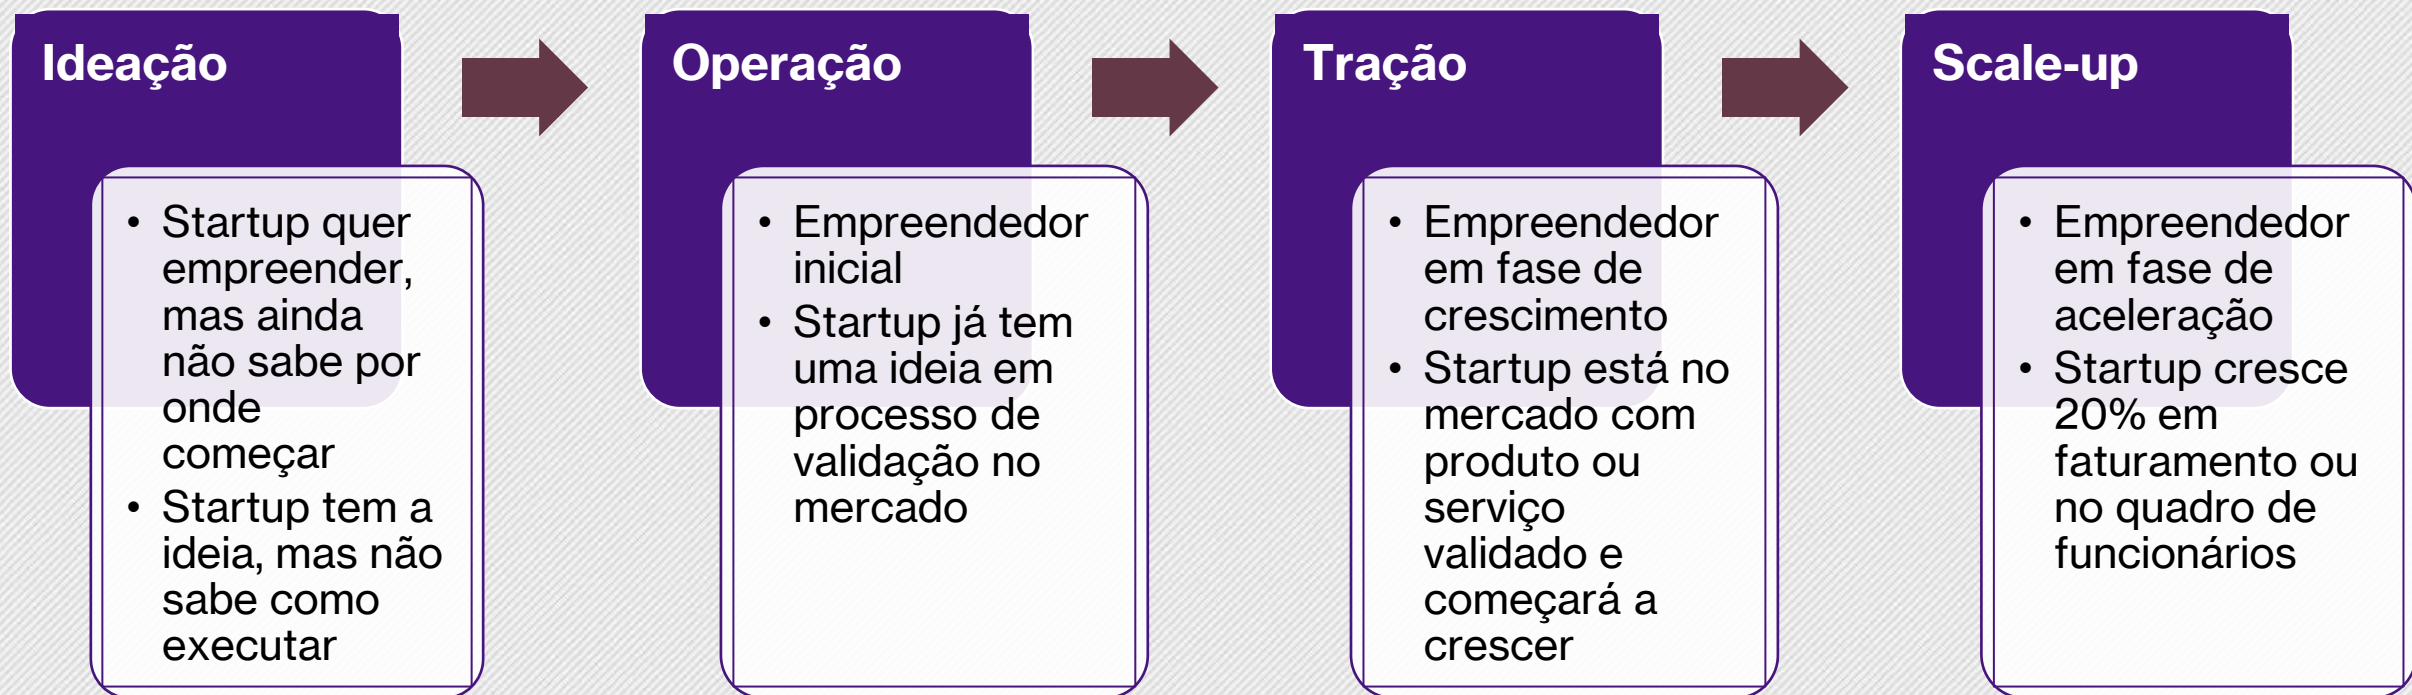 Ideação
• Startup quer
empreender,
mas ainda
não sabe por
onde
começar
• Startup tem a
ideia, mas não
sabe como
executar
Operação
• Empreendedor
inicial
• Startup já tem
uma ideia em
processo de
validação no
mercado
Tração
• Empreendedor
em fase de
crescimento
• Startup está no
mercado com
produto ou
serviço
validado e
começará a
crescer
Scale-up
• Empreendedor
em fase de
aceleração
• Startup cresce
20% em
faturamento ou
no quadro de
funcionários